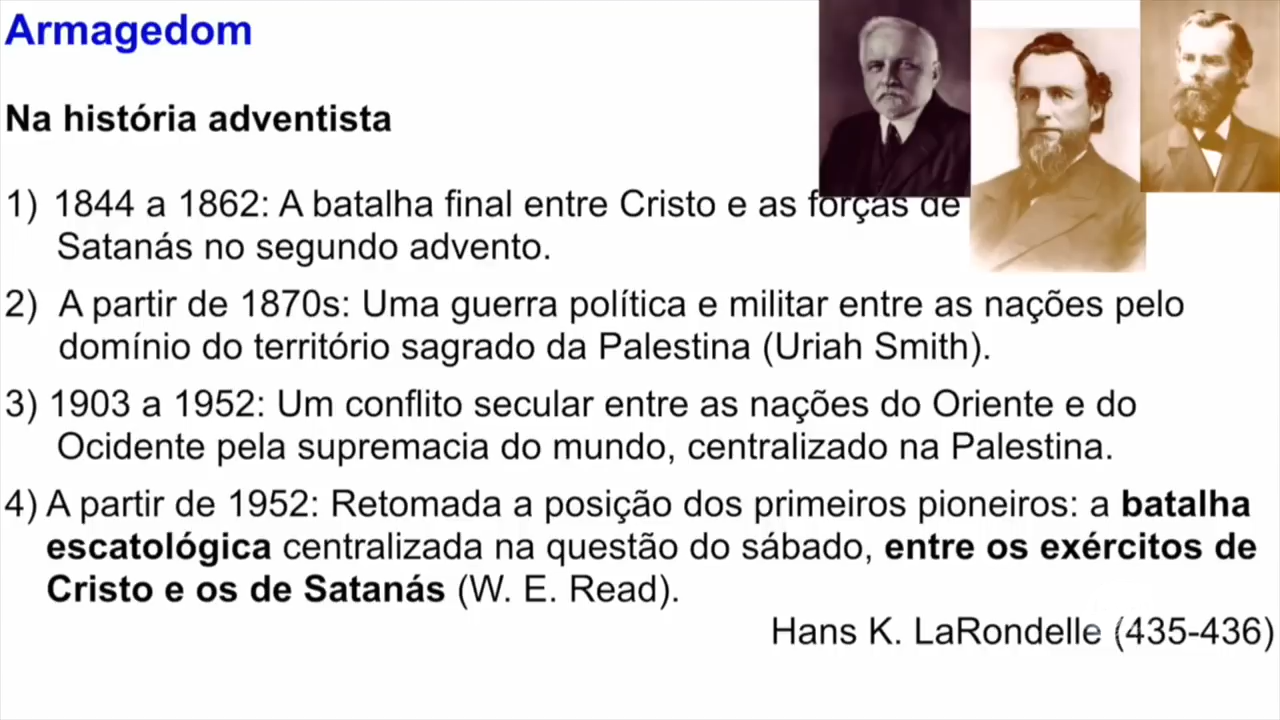 Armagedom
Na história adventista
1) 1844 a 1862: A batalha final entre Cristo e as forças de
Satanás no segundo advento.
2) A partir de 1870s: Uma guerra política e militar entre as nações pelo
domínio do território sagrado da Palestina (Uriah Smith).
3) 1903 a 1952: Um conflito secular entre as nações do Oriente e do
Ocidente pela supremacia do mundo, centralizado na Palestina.
4) A partir de 1952: Retomada a posição dos primeiros pioneiros: a batalha
escatológica centralizada na questão do sábado, entre os exércitos de
Cristo e os de Satanás (W. E. Read).
Hans K. LaRondelle (435-436)